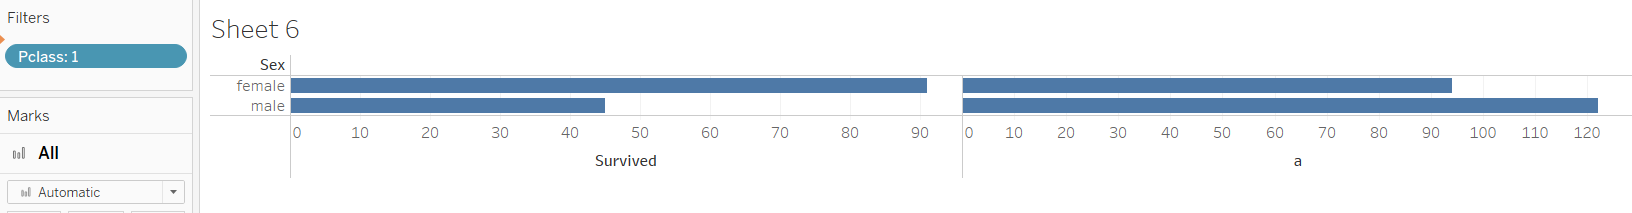 Filters
Pclass: 1
Marks
All
Automatic
Sheet 6
Sex
female
male
0 10 20 30 40 50 60 70 80 90
0 10 20 30 40 50 60 70 80 90 100 110 120
Survived
a